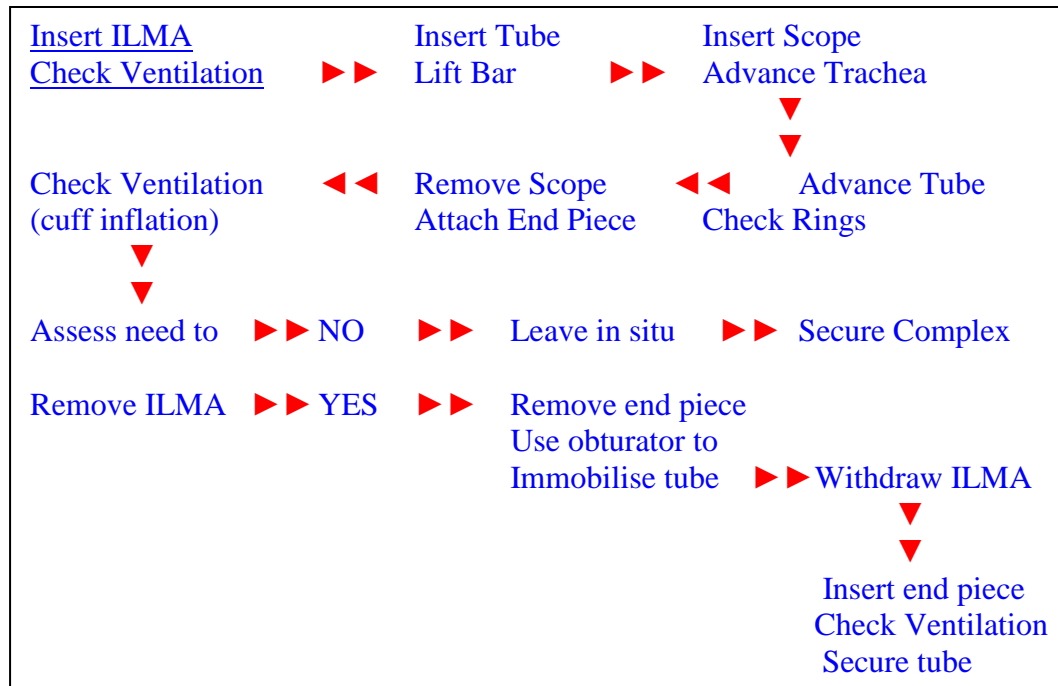 Insert ILMA Insert Tube Insert Scope
Check Ventilation ►► Lift Bar ►► Advance Trachea
▼
▼
Check Ventilation ◄◄ Remove Scope ◄◄ Advance Tube
(cuff inflation) Attach End Piece Check Rings
▼
▼
Assess need to ►► NO ►► Leave in situ ►► Secure Complex
Remove ILMA ►► YES ►► Remove end piece
Use obturator to
Immobilise tube ►► Withdraw ILMA
▼
▼
Insert end piece
Check Ventilation
Secure tube